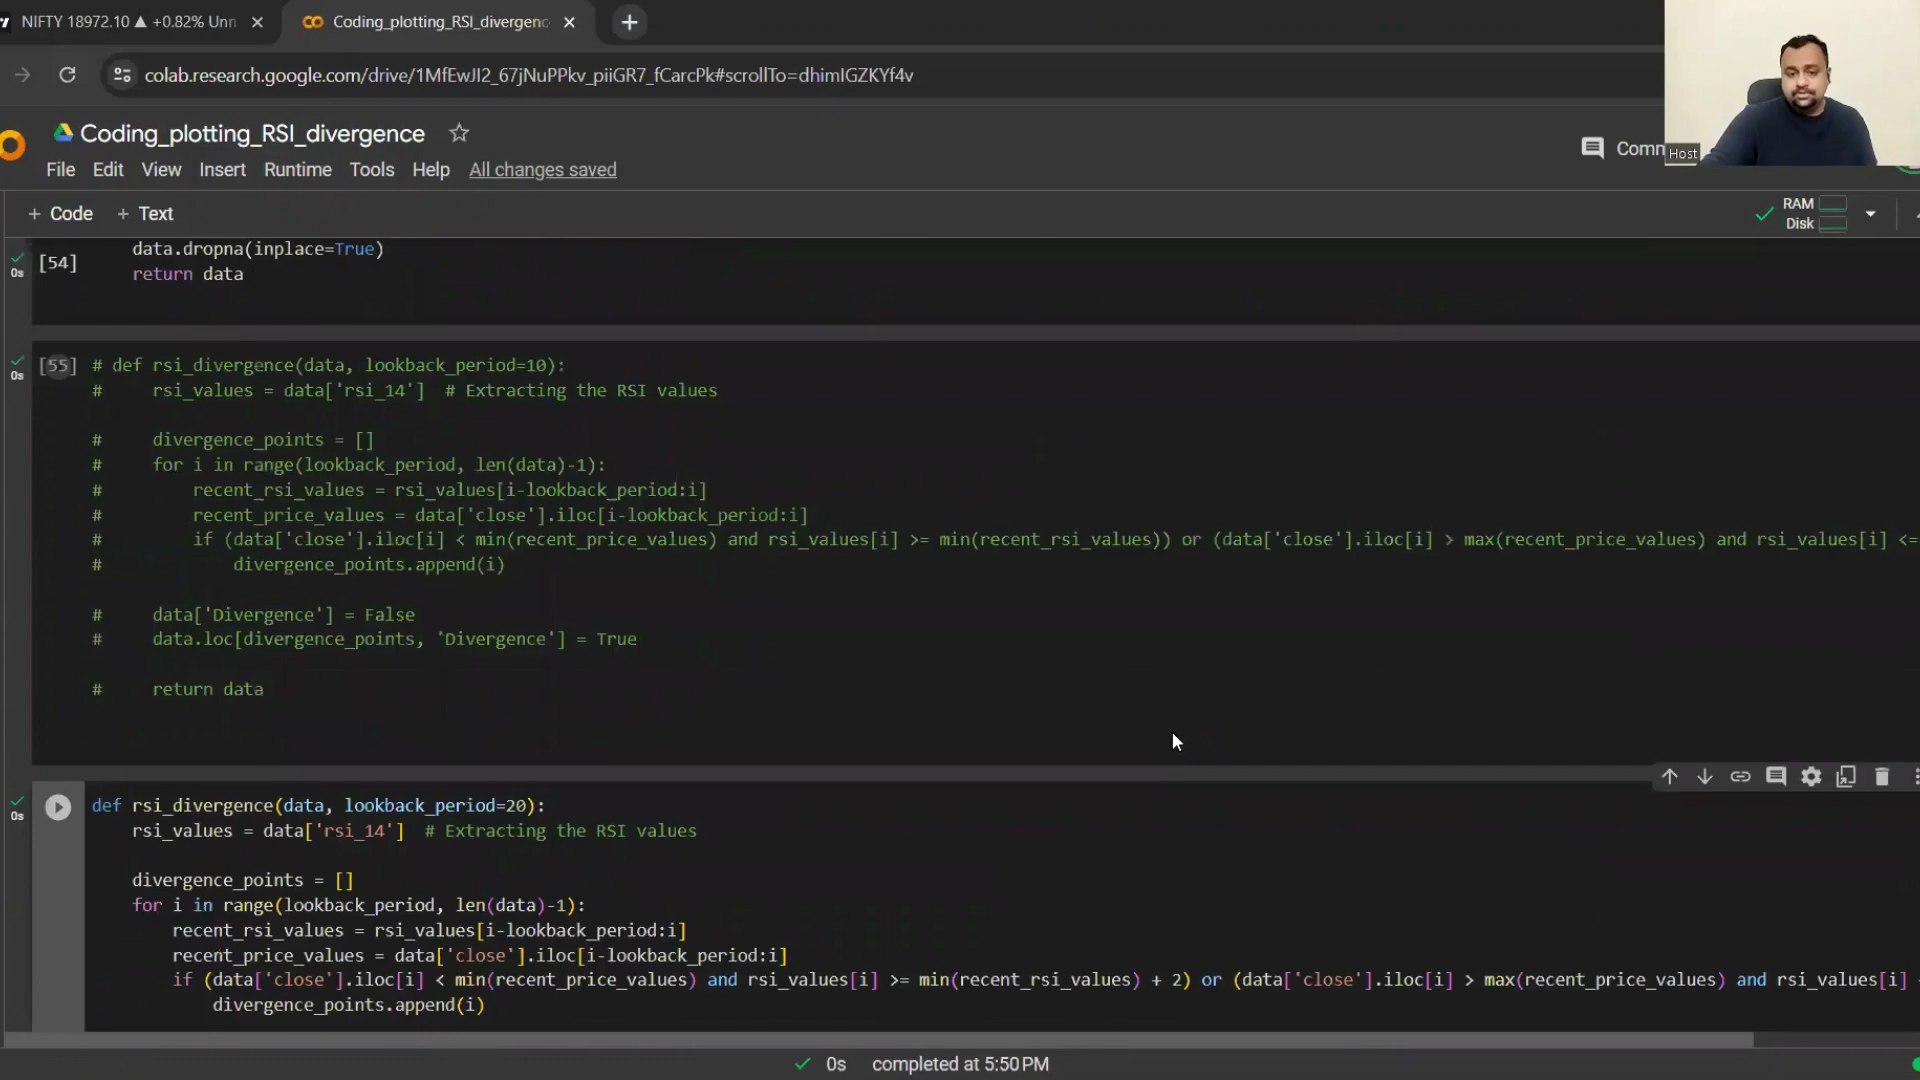 NIFTY 18972.10 ▲ +0.82% Unn
Coding_plotting_RSI_divergenc
colab.research.google.com/drive/1MfEwJI2_67jNuPPkv_piiGR7_fCarcPk#scrollTo=dhimIGZKYf4v
Coding_plotting_RSI_divergence
Host
File Edit View Insert Runtime Tools Help All changes saved
Comm
+ Code + Text
RAM
Disk
[54]
0s
data.dropna(inplace=True)
return data
[55]
0s
# def rsi_divergence(data, lookback_period=10):
#     rsi_values = data['rsi_14']  # Extracting the RSI values
#     divergence_points = []
#     for i in range(lookback_period, len(data)-1):
#         recent_rsi_values = rsi_values[i-lookback_period:i]
#         recent_price_values = data['close'].iloc[i-lookback_period:i]
#         if (data['close'].iloc[i] < min(recent_price_values) and rsi_values[i] >= min(recent_rsi_values)) or (data['close'].iloc[i] > max(recent_price_values) and rsi_values[i] <=
#             divergence_points.append(i)
#     data['Divergence'] = False
#     data.loc[divergence_points, 'Divergence'] = True
#     return data
0s
def rsi_divergence(data, lookback_period=20):
    rsi_values = data['rsi_14']  # Extracting the RSI values
    divergence_points = []
    for i in range(lookback_period, len(data)-1):
        recent_rsi_values = rsi_values[i-lookback_period:i]
        recent_price_values = data['close'].iloc[i-lookback_period:i]
        if (data['close'].iloc[i] < min(recent_price_values) and rsi_values[i] >= min(recent_rsi_values) + 2) or (data['close'].iloc[i] > max(recent_price_values) and rsi_values[i]
            divergence_points.append(i)
0s completed at 5:50 PM